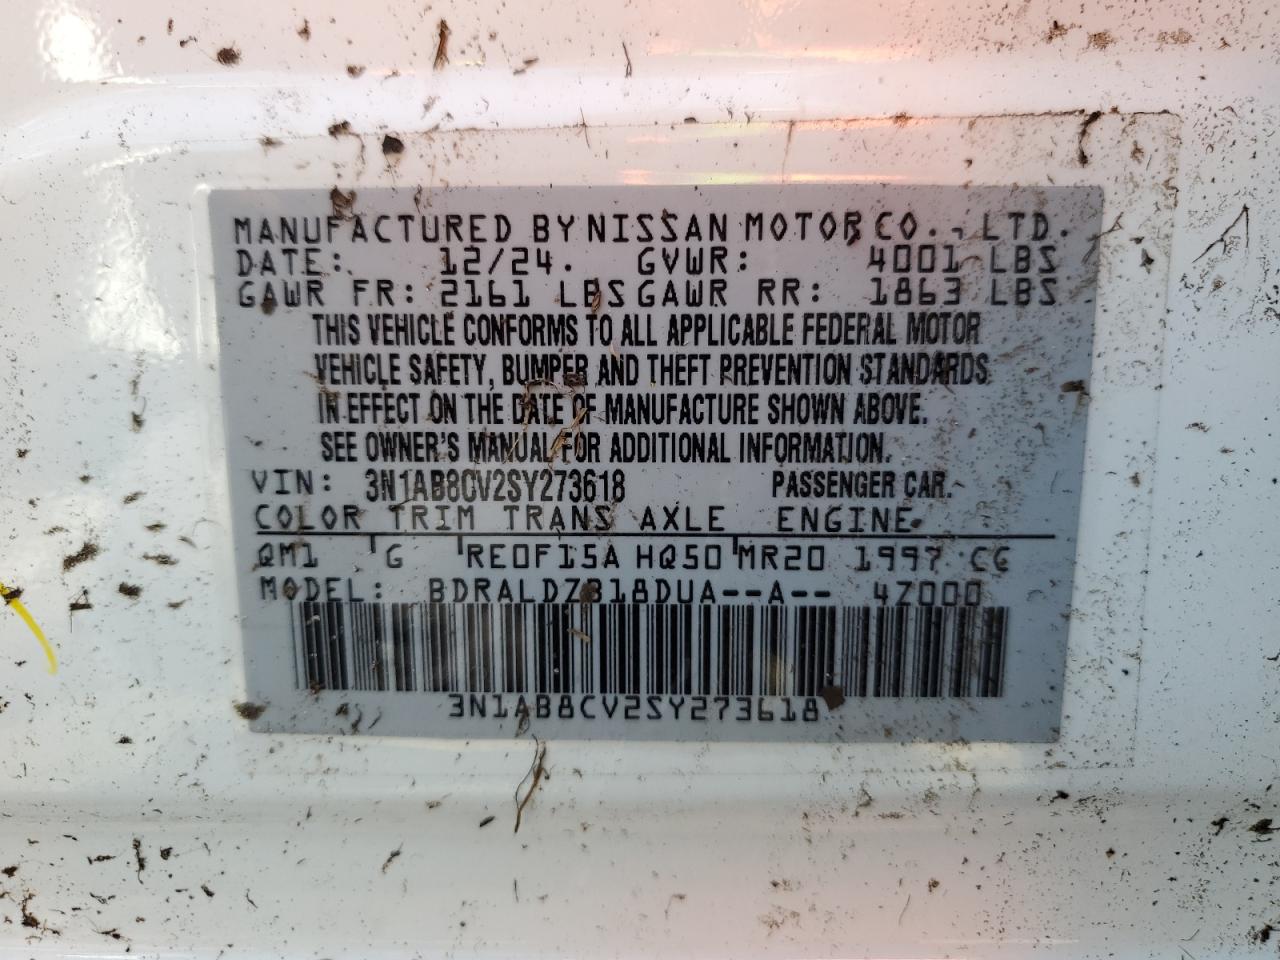 MANUFACTURED BY NISSAN MOTOR CO., LTD.
DATE: 12/24. GVWR: 4001 LBS
GAWR FR: 2161 LBS GAWR RR: 1863 LBS
THIS VEHICLE CONFORMS TO ALL APPLICABLE FEDERAL MOTOR
VEHICLE SAFETY, BUMPER AND THEFT PREVENTION STANDARDS
IN EFFECT ON THE DATE OF MANUFACTURE SHOWN ABOVE.
SEE OWNER'S MANUAL FOR ADDITIONAL INFORMATION.
VIN: 3N1AB8CV2SY273618 PASSENGER CAR.
COLOR TRIM TRANS AXLE ENGINE
QM1 G RE0F15A HQ50 MR20 1997 CC
MODEL: BDRALDZB18DUA--A-- 4Z000
3N1AB8CV2SY273618